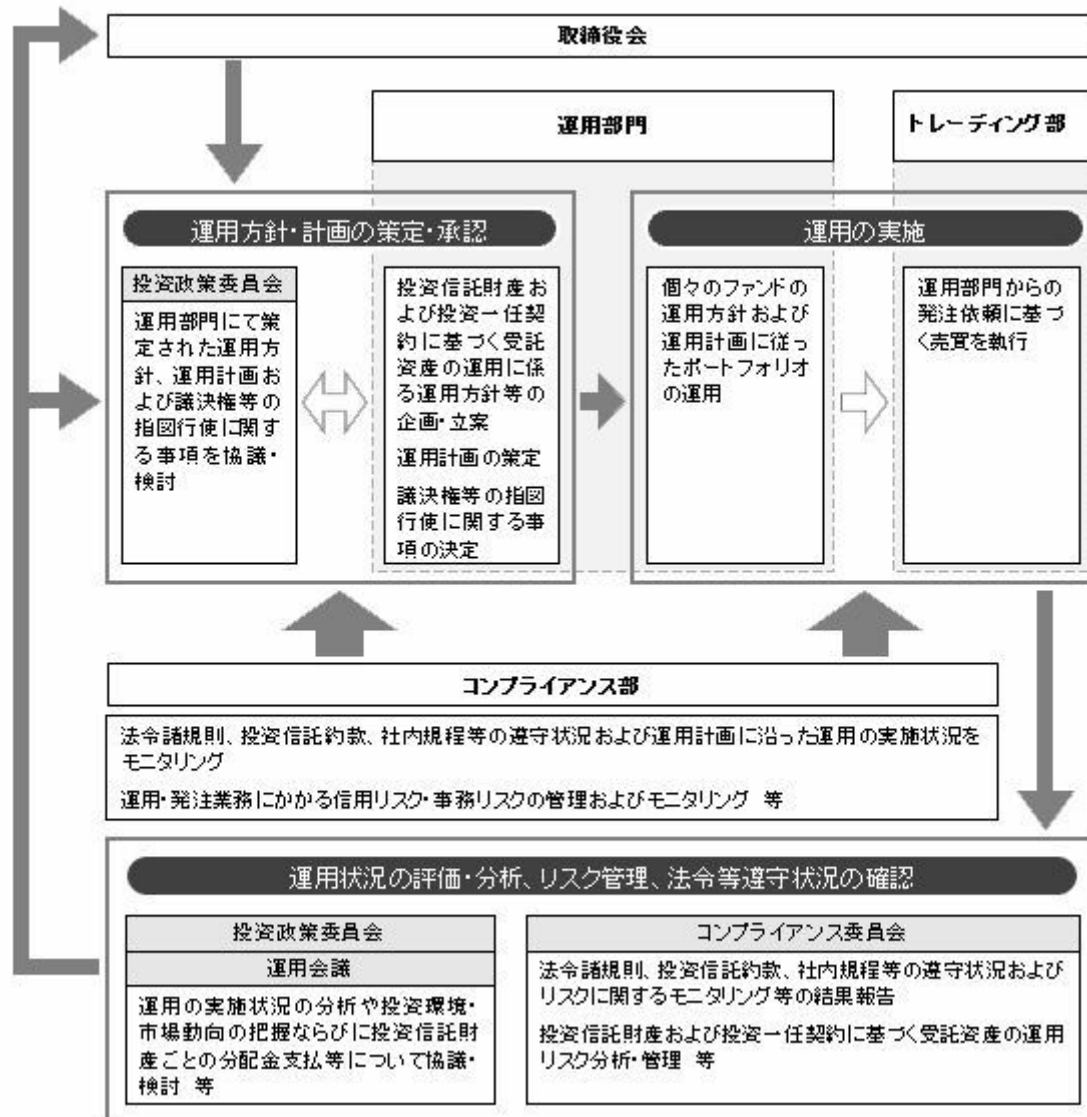 取締役会
運用部門
トレーディング部
運用方針・計画の策定・承認
投資政策委員会
運用部門にて策
定された運用方
針、運用計画お
よび議決権等の
指図行使に関す
る事項を協議・
検討
投資信託財産お
よび投資一任契
約に基づく受託
資産の運用に係
る運用方針等の
企画・立案
運用計画の策定
議決権等の指図
行使に関する事
項の決定
運用の実施
個々のファンドの
運用方針および
運用計画に従っ
たポートフォリオ
の運用
運用部門からの
発注依頼に基づ
く売買を執行
コンプライアンス部
法令諸規則、投資信託約款、社内規程等の遵守状況および運用計画に沿った運用の実施状況を
モニタリング
運用・発注業務にかかる信用リスク・事務リスクの管理およびモニタリング 等
運用状況の評価・分析、リスク管理、法令等遵守状況の確認
投資政策委員会
運用会議
運用の実施状況の分析や投資環境・
市場動向の把握ならびに投資信託財
産ごとの分配金支払等について協議・
検討 等
コンプライアンス委員会
法令諸規則、投資信託約款、社内規程等の遵守状況および
リスクに関するモニタリング等の結果報告
投資信託財産および投資一任契約に基づく受託資産の運用
リスク分析・管理 等